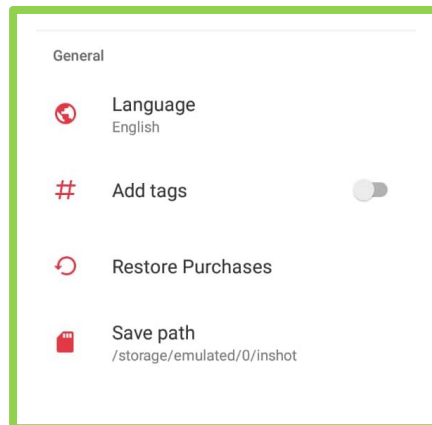 General
Language
English
Add tags
Restore Purchases
Save path
/storage/emulated/0/inshot